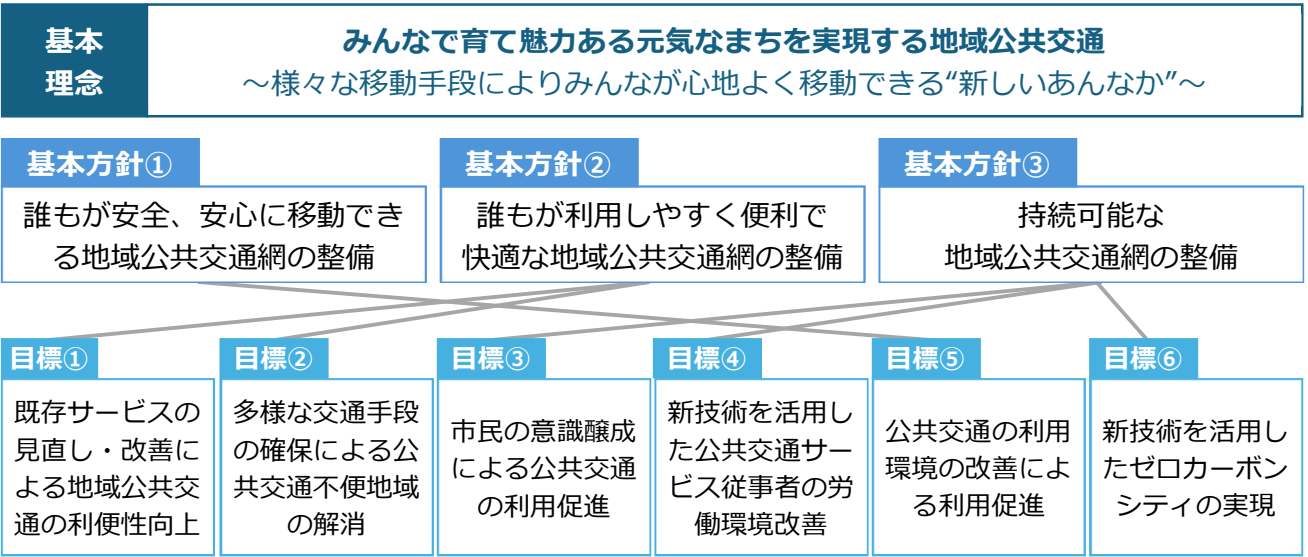 基本
理念
みんなで育て魅力ある元気なまちを実現する地域公共交通
～様々な移動手段によりみんなが心地よく移動できる“新しいあんなか”～
基本方針①
誰もが安全、安心に移動でき
る地域公共交通網の整備
基本方針②
誰もが利用しやすく便利で
快適な地域公共交通網の整備
基本方針③
持続可能な
地域公共交通網の整備
目標①
既存サービスの
見直し・改善に
よる地域公共交
通の利便性向上
目標②
多様な交通手段
の確保による公
共交通不便地域
の解消
目標③
市民の意識醸成
による公共交通
の利用促進
目標④
新技術を活用し
た公共交通サー
ビス従事者の労
働環境改善
目標⑤
公共交通の利用
環境の改善によ
る利用促進
目標⑥
新技術を活用し
たゼロカーボン
シティの実現